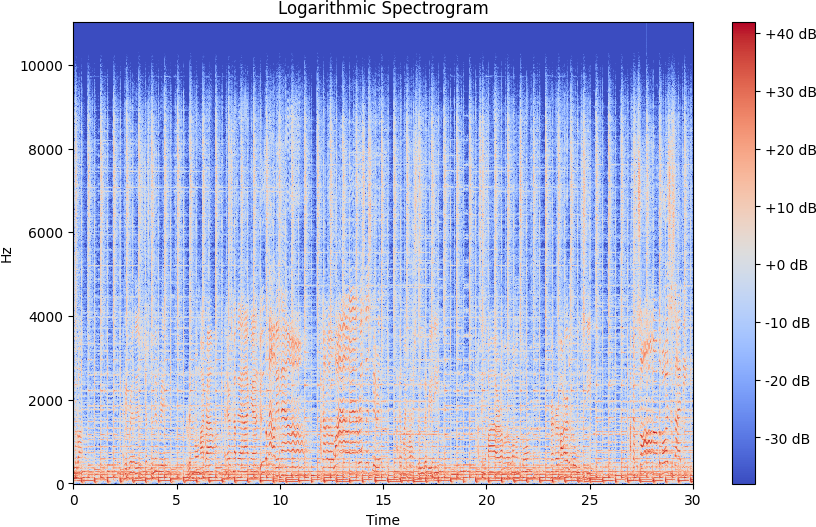 Logarithmic Spectrogram
Hz
10000
8000
6000
4000
2000
0
0 5 10 15 20 25 30
Time
+40 dB
+30 dB
+20 dB
+10 dB
+0 dB
-10 dB
-20 dB
-30 dB